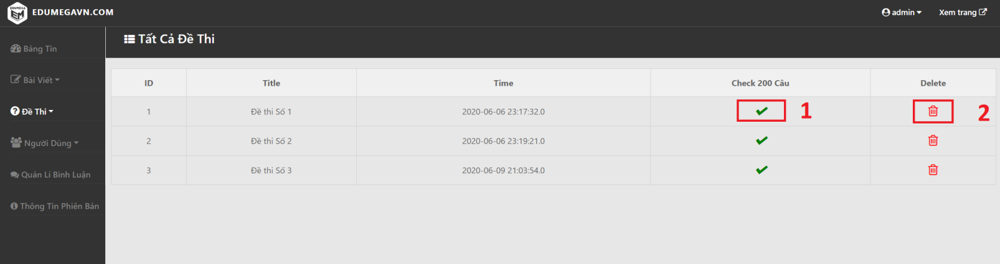 EDUMEGA
EM
EDUMEGAVN.COM
admin
Xem trang
Tất Cả Đề Thi
Bảng Tin
Bài Viết
Đề Thi
Người Dùng
Quản Lí Bình Luận
Thông Tin Phiên Bản
ID Title Time Check 200 Câu Delete
1 Đề thi Số 1 2020-06-06 23:17:32.0 1 2
2 Đề thi Số 2 2020-06-06 23:19:21.0
3 Đề thi Số 3 2020-06-09 21:03:54.0